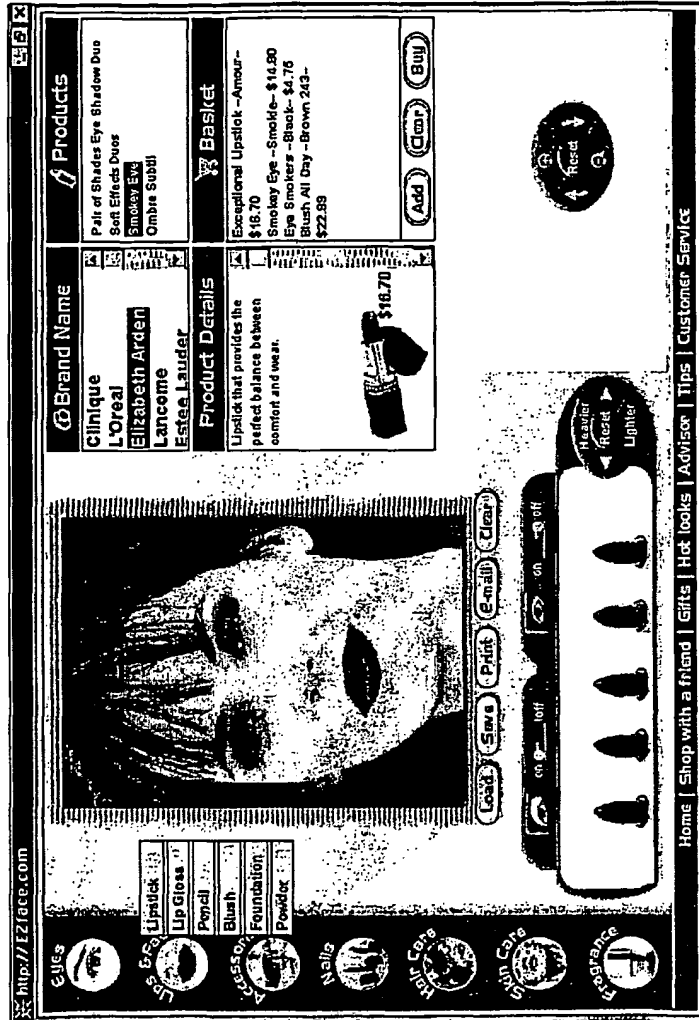 http://EZface.com
Eyes
Lips & Fa
Accessor
Nails
Hair Care
Skin Care
Fragrance
Lipstick
Lip Gloss
Pencil
Blush
Foundation
Powder
Load
Save
Print
E-mail
Clear
on
off
on
off
Heavier
Reset
Lighter
Brand Name
Clinique
L'Oreal
Elizabeth Arden
Lancome
Estee Lauder
Products
Pair of Shades Eye Shadow Duo
Soft Effects Duos
Smokey Eye
Ombre Subtil
Product Details
Lipstick that provides the
perfect balance between
comfort and wear.
$16.70
Basket
Exceptional Upstick –Amour–
$16.70
Smokey Eye –Smokie– $14.80
Eye Smokers –Black– $4.75
Blush All Day –Brown 243–
$22.99
Add
Clear
Buy
Reset
Home | Shop with a friend | Gifts | Hot looks | Advisor | Tips | Customer Service